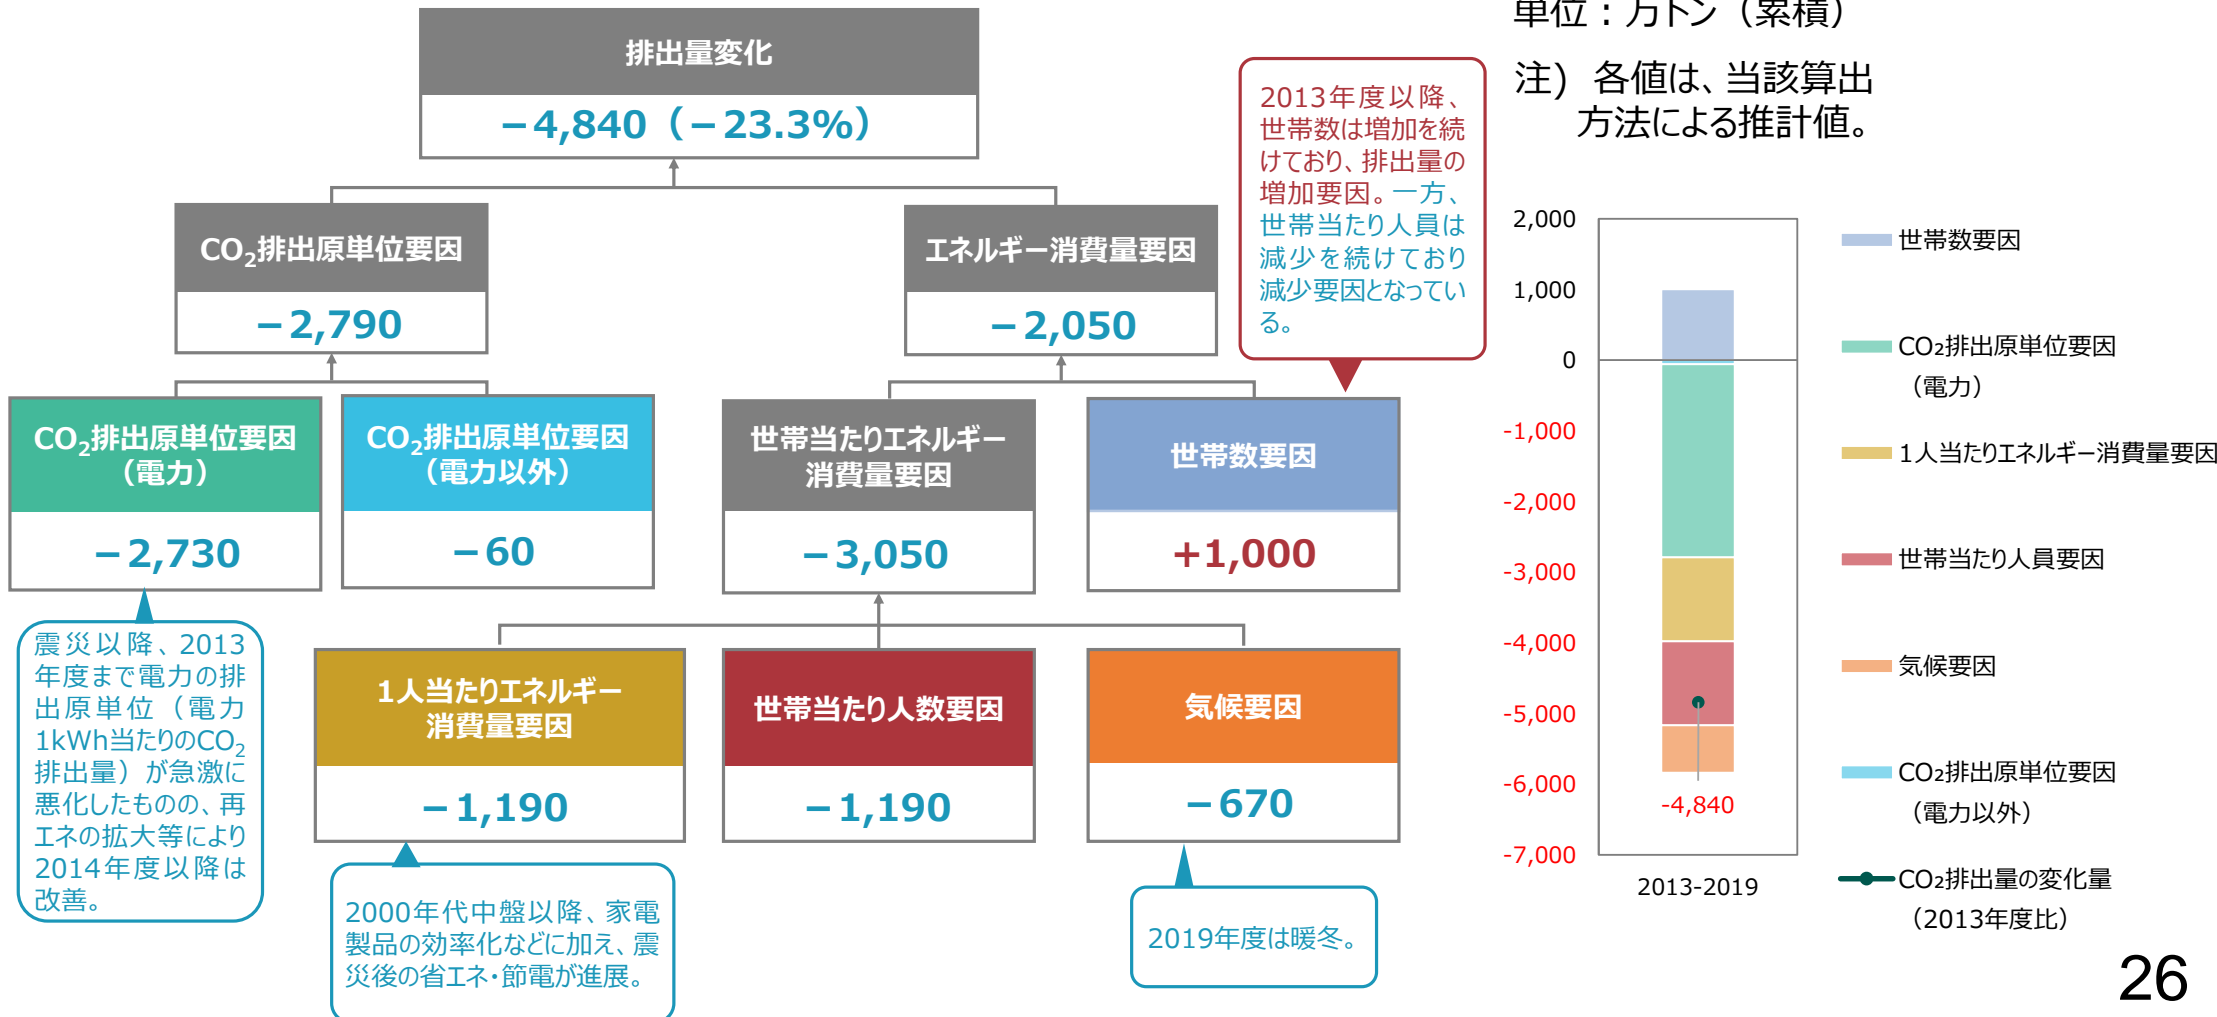 単位：万トン（累積）
注）各値は、当該算出
方法による推計値。
排出量変化
－4,840（－23.3%）
CO₂排出原単位要因
－2,790
エネルギー消費量要因
－2,050
2013年度以降、
世帯数は増加を続
けており、排出量の
増加要因。一方、
世帯当たり人員は
減少を続けており
減少要因となってい
る。
CO₂排出原単位要因
（電力）
－2,730
CO₂排出原単位要因
（電力以外）
－60
世帯当たりエネルギー
消費量要因
－3,050
世帯数要因
+1,000
震災以降、2013
年度まで電力の排
出原単位（電力
1kWh当たりのCO₂
排出量）が急激に
悪化したものの、再
エネの拡大等により
2014年度以降は
改善。
1人当たりエネルギー
消費量要因
－1,190
世帯当たり人数要因
－1,190
気候要因
－670
2000年代中盤以降、家電
製品の効率化などに加え、震
災後の省エネ・節電が進展。
2019年度は暖冬。
2,000
1,000
0
-1,000
-2,000
-3,000
-4,000
-5,000
-6,000
-7,000
-4,840
2013-2019
世帯数要因
CO₂排出原単位要因
（電力）
1人当たりエネルギー消費量要因
世帯当たり人員要因
気候要因
CO₂排出原単位要因
（電力以外）
CO₂排出量の変化量
（2013年度比）
26